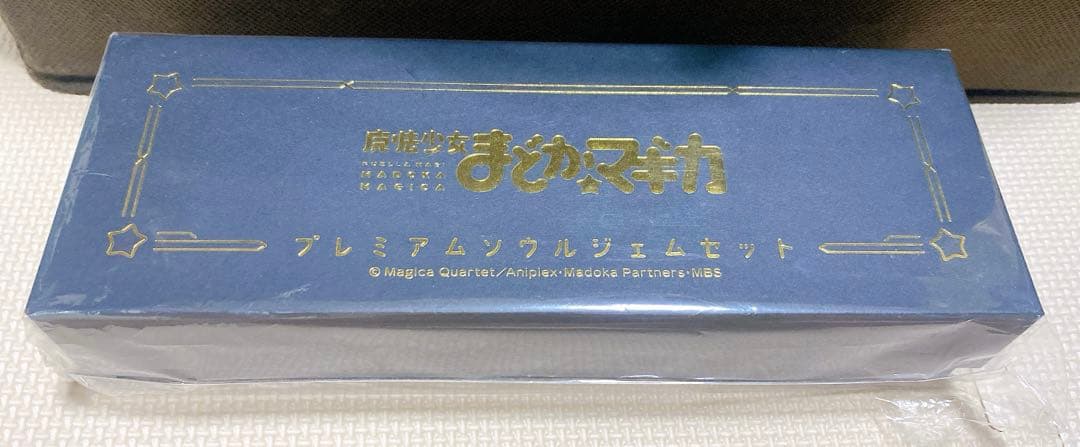 魔法少女
まどか☆マギカ
PUELLA MAGI
MADOKA
MAGICA
プレミアムソウルジェムセット
© Magica Quartet/Aniplex・Madoka Partners・MBS